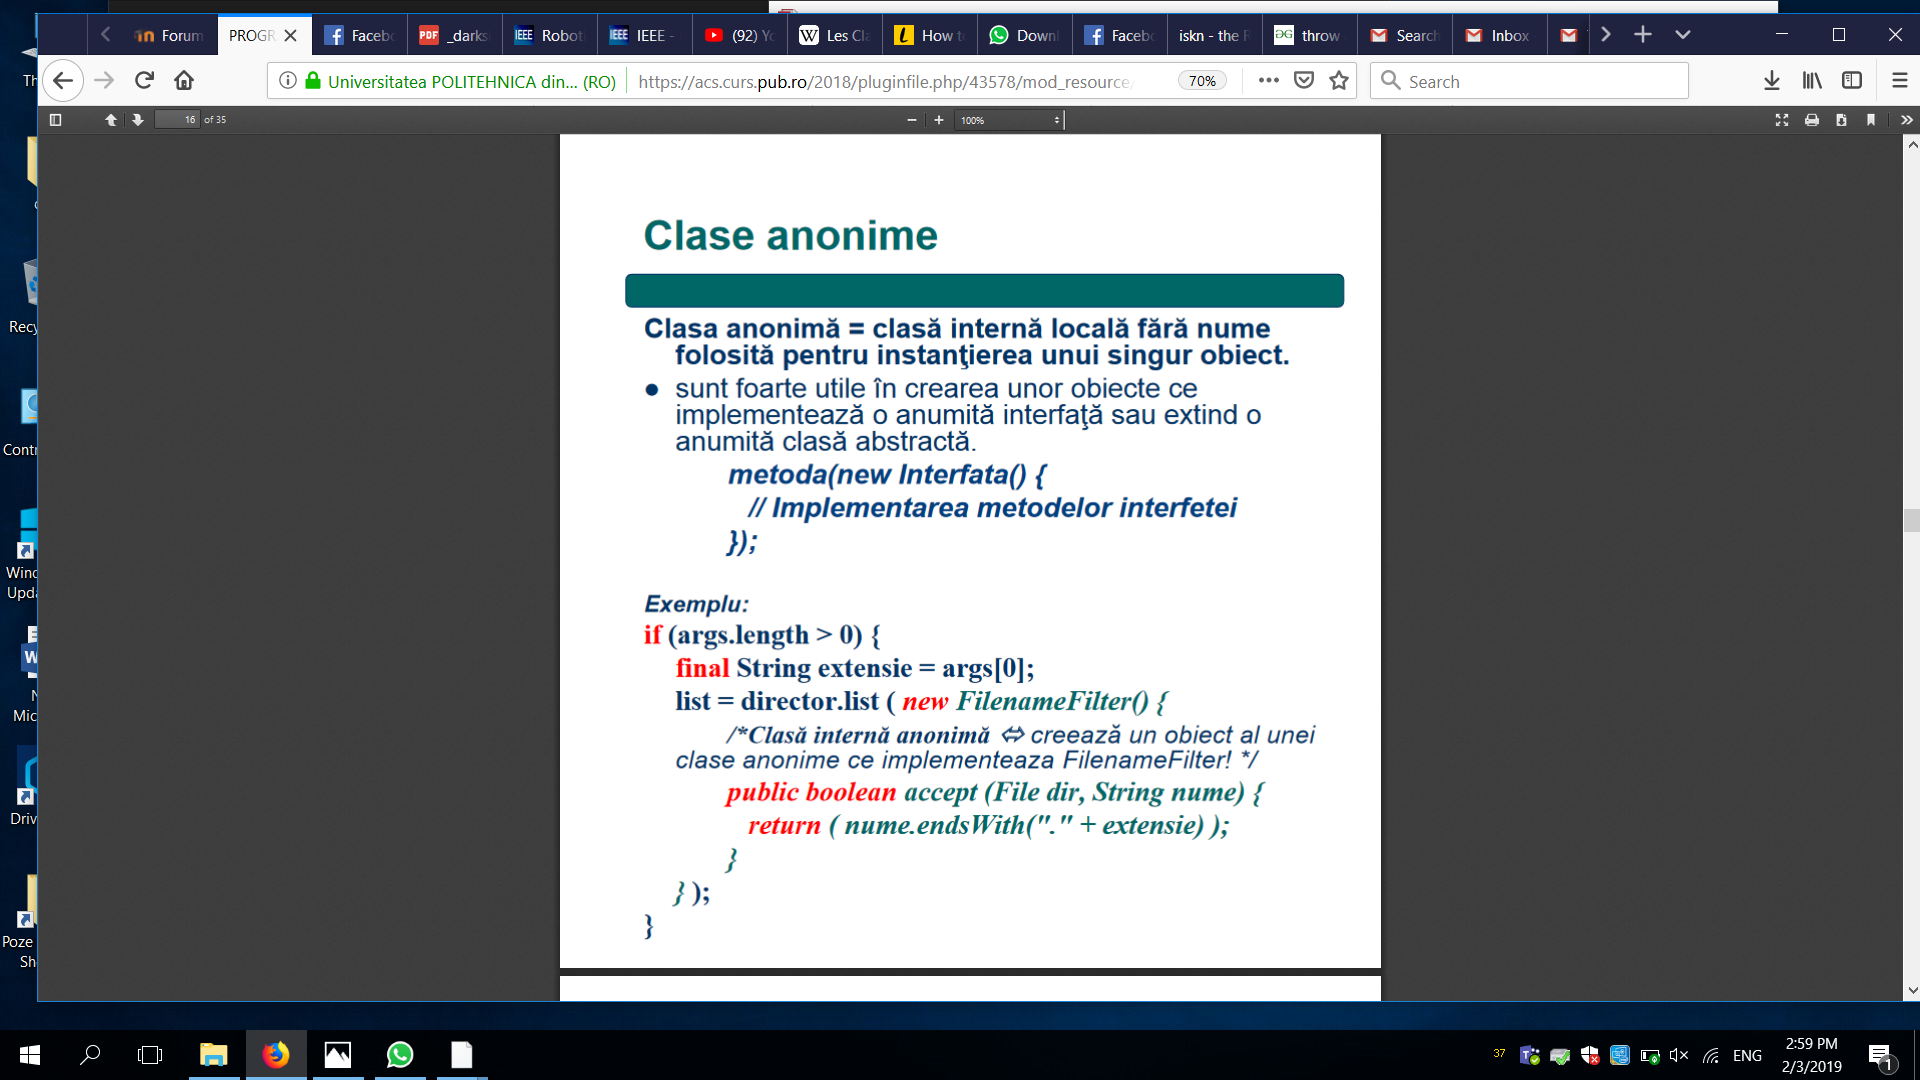 Forum
PROGR
Faceb
_darks
Robot
IEEE -
(92) Yo
Les Cla
How t
Down
Faceb
iskn - the R
throw
Search
Inbox
Universitatea POLITEHNICA din... (RO)
https://acs.curs.pub.ro/2018/pluginfile.php/43578/mod_resource/
70%
Search
16 of 35
100%
Clase anonime
Clasa anonimă = clasă internă locală fără nume
folosită pentru instanţierea unui singur obiect.
● sunt foarte utile în crearea unor obiecte ce
implementează o anumită interfaţă sau extind o
anumită clasă abstractă.
metoda(new Interfata() {
// Implementarea metodelor interfetei
});
Exemplu:
if (args.length > 0) {
final String extensie = args[0];
list = director.list ( new FilenameFilter() {
/*Clasă internă anonimă ⇔ creează un obiect al unei
clase anonime ce implementeaza FilenameFilter! */
public boolean accept (File dir, String nume) {
return ( nume.endsWith("." + extensie) );
}
} );
}
Th
Recy
Contr
Wind
Upda
N
Mic
Driv
Poze
Sh
37
ENG
2:59 PM
2/3/2019
1